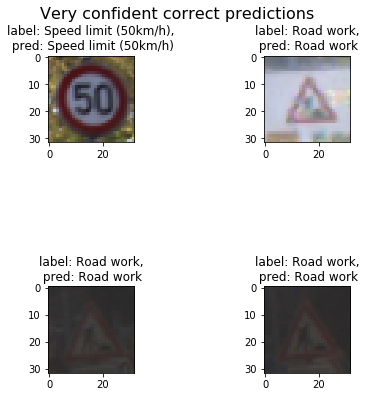 Very confident correct predictions
label: Speed limit (50km/h),
pred: Speed limit (50km/h)
0
10
20
30
50
0
20
label: Road work,
pred: Road work
0
10
20
30
0
20
label: Road work,
pred: Road work
0
10
20
30
0
20
label: Road work,
pred: Road work
0
10
20
30
0
20